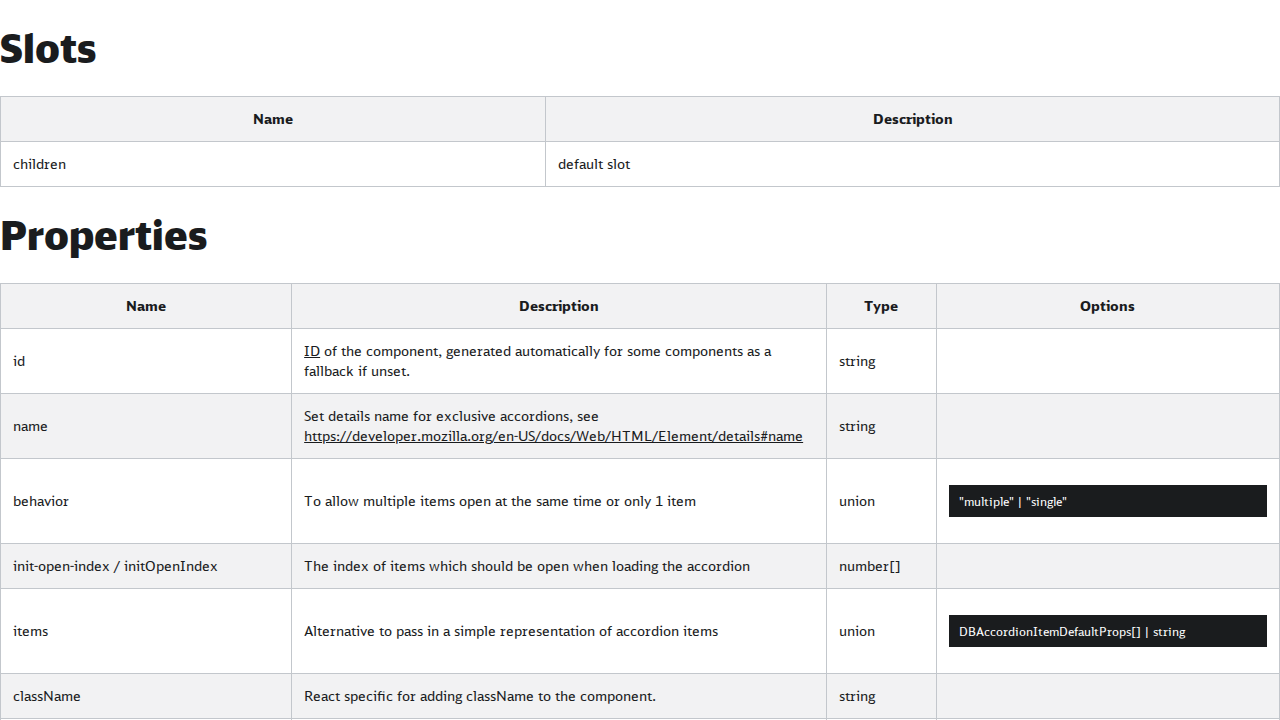 Slots
Name Description
children default slot
Properties
Name Description Type Options
id ID of the component, generated automatically for some components as a fallback if unset. string
name Set details name for exclusive accordions, see https://developer.mozilla.org/en-US/docs/Web/HTML/Element/details#name string
behavior To allow multiple items open at the same time or only 1 item union "multiple" | "single"
init-open-index / initOpenIndex The index of items which should be open when loading the accordion number[]
items Alternative to pass in a simple representation of accordion items union DBAccordionItemDefaultProps[] | string
className React specific for adding className to the component. string